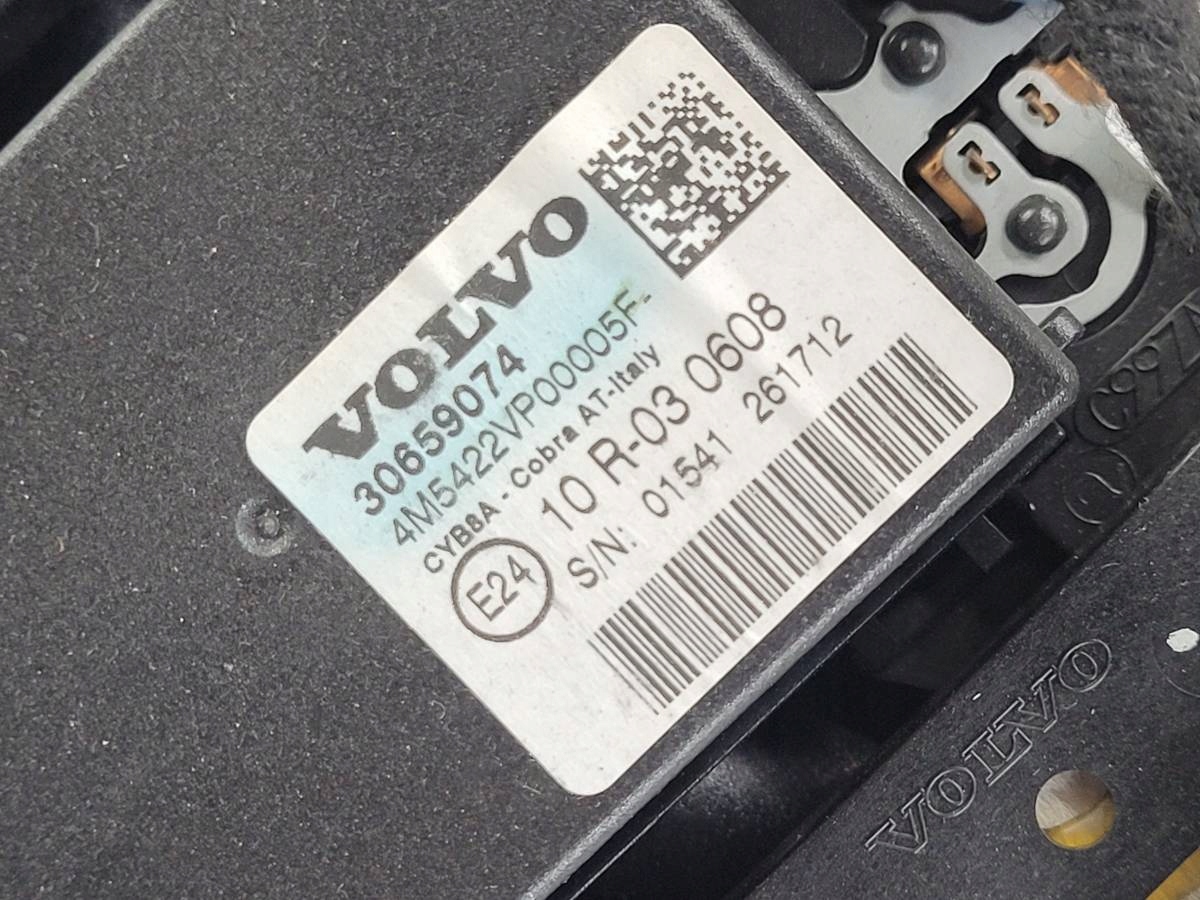 VOLVO
30659074
4M5422VP00005F-
CYB8A - Cobra AT-Italy
E24
10 R-03 0608
S/N: 01541 261712
VOLVO